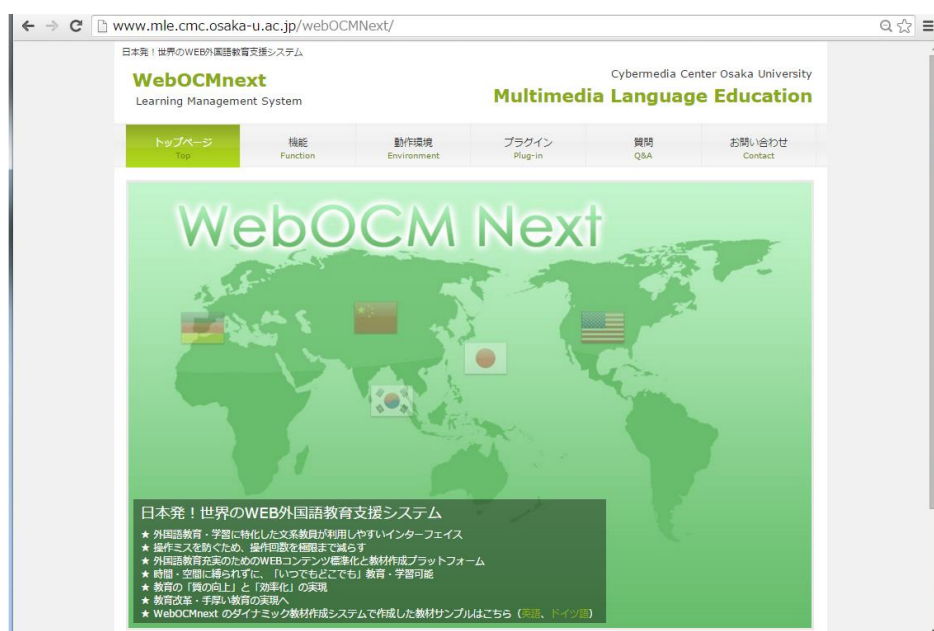 www.mle.cmc.osaka-u.ac.jp/webOCMNext/
日本発！世界のWEB外国語教育支援システム
WebOCMnext
Learning Management System
Cybermedia Center Osaka University
Multimedia Language Education
トップページ 機能 動作環境 プラグイン 質問 お問い合わせ
Top Function Environment Plug-in Q&A Contact
WebOCM Next
日本発！世界のWEB外国語教育支援システム
★ 外国語教育・学習に特化した文系教員が利用しやすいインターフェイス
★ 操作ミスを防ぐため、操作回数を極限まで減らす
★ 外国語教育充実のためのWEBコンテンツ標準化と教材作成プラットフォーム
★ 時間・空間に縛られずに、「いつでもどこでも」教育・学習可能
★ 教育の「質の向上」と「効率化」の実現
★ 教育改革・手厚い教育の実現へ
★ WebOCMnext のダイナミック教材作成システムで作成した教材サンプルはこちら（英語、ドイツ語）